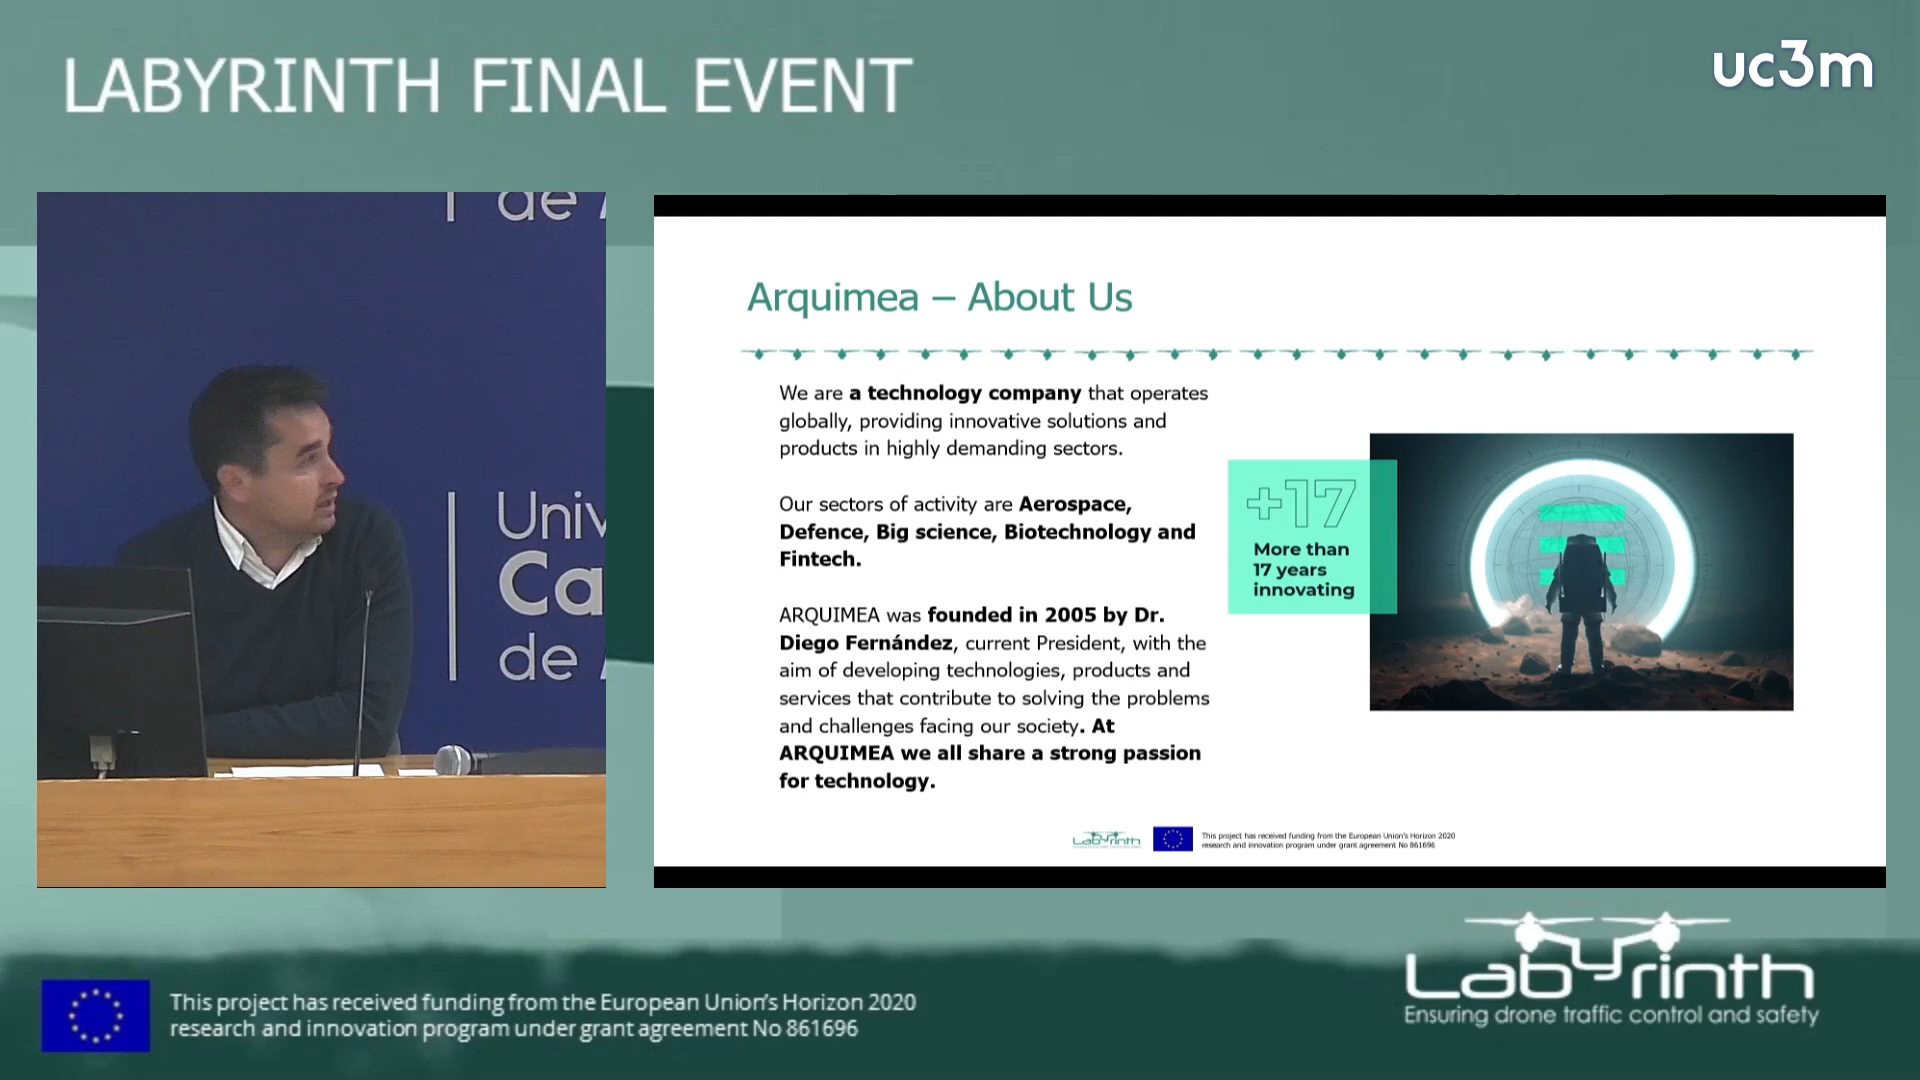 LABYRINTH FINAL EVENT
uc3m
de
Univ
Ca
de
Arquimea – About Us
We are a technology company that operates
globally, providing innovative solutions and
products in highly demanding sectors.
Our sectors of activity are Aerospace,
Defence, Big science, Biotechnology and
Fintech.
ARQUIMEA was founded in 2005 by Dr.
Diego Fernández, current President, with the
aim of developing technologies, products and
services that contribute to solving the problems
and challenges facing our society. At
ARQUIMEA we all share a strong passion
for technology.
+17
More than
17 years
innovating
Labyrinth
This project has received funding from the European Union's Horizon 2020
research and innovation program under grant agreement No 861696
This project has received funding from the European Union's Horizon 2020
research and innovation program under grant agreement No 861696
Labyrinth
Ensuring drone traffic control and safety